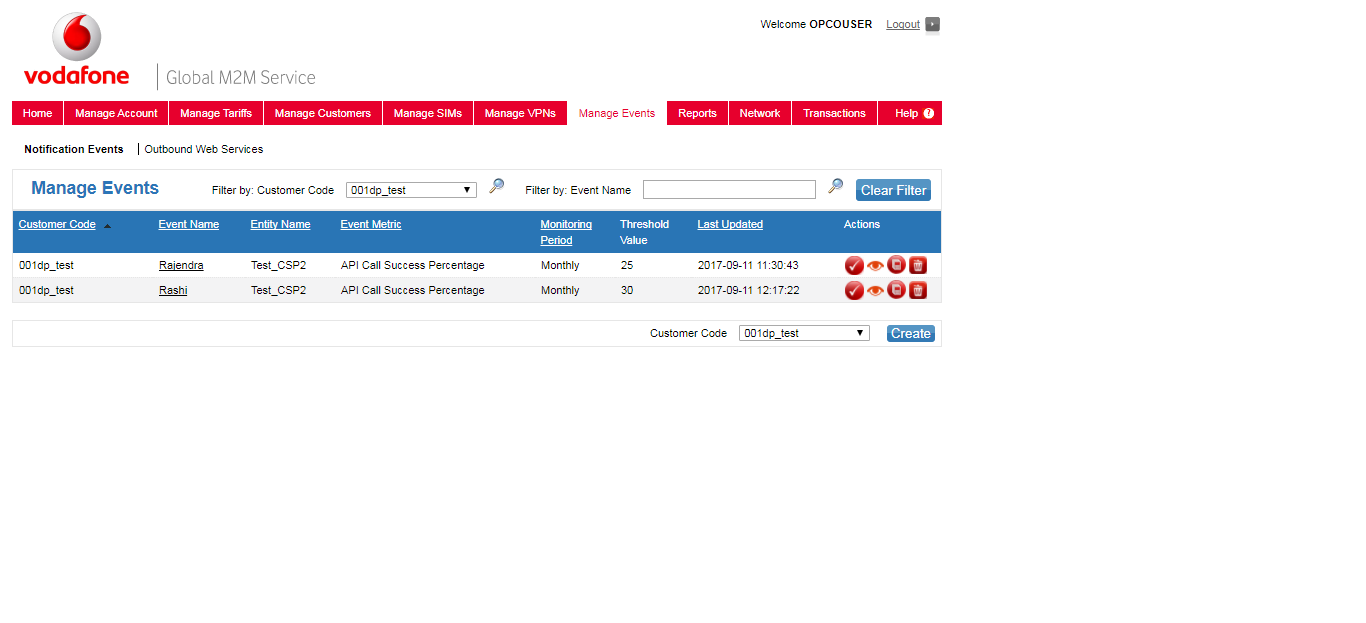 Welcome OPCOUSER Logout
vodafone
Global M2M Service
Home Manage Account Manage Tariffs Manage Customers Manage SIMs Manage VPNs Manage Events Reports Network Transactions Help ?
Notification Events Outbound Web Services
Manage Events Filter by: Customer Code 001dp_test Filter by: Event Name Clear Filter
Customer Code Event Name Entity Name Event Metric Monitoring Period Threshold Value Last Updated Actions
001dp_test Rajendra Test_CSP2 API Call Success Percentage Monthly 25 2017-09-11 11:30:43
001dp_test Rashi Test_CSP2 API Call Success Percentage Monthly 30 2017-09-11 12:17:22
Customer Code 001dp_test Create